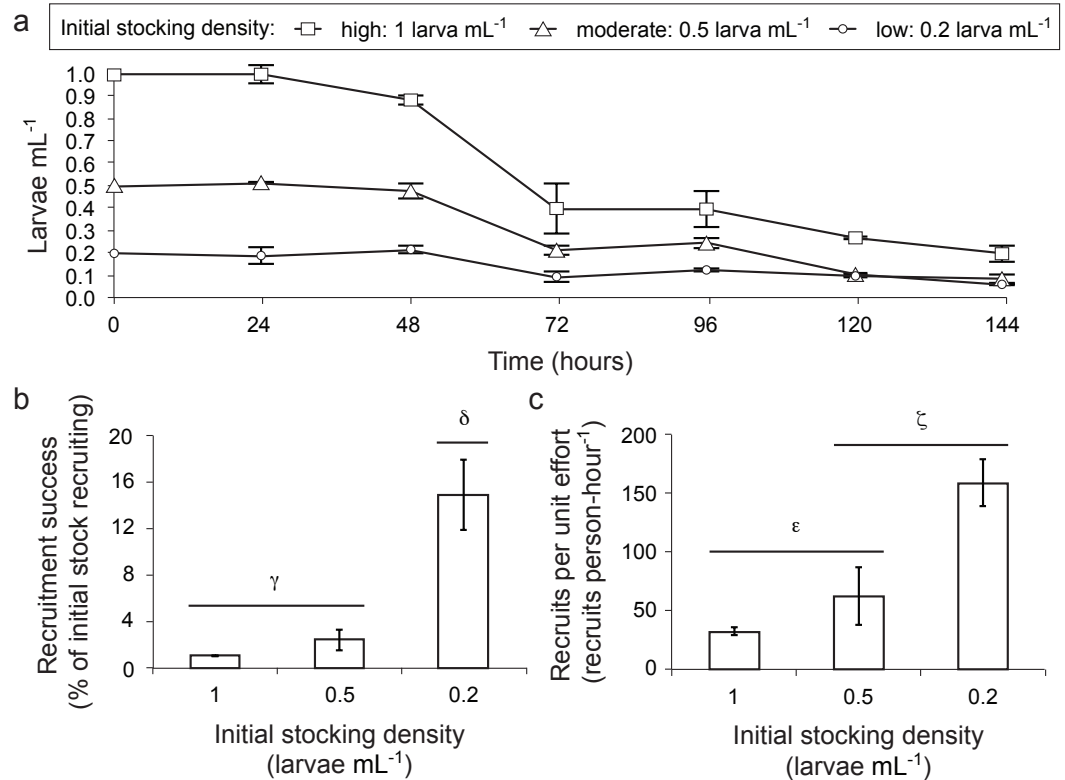 a
Initial stocking density: high: 1 larva mL⁻¹ moderate: 0.5 larva mL⁻¹ low: 0.2 larva mL⁻¹
Larvae mL⁻¹
1.0
0.9
0.8
0.7
0.6
0.5
0.4
0.3
0.2
0.1
0.0
0 24 48 72 96 120 144
Time (hours)
b
Recruitment success
(% of initial stock recruiting)
20
16
12
8
4
0
γ
δ
1 0.5 0.2
Initial stocking density
(larvae mL⁻¹)
c
Recruits per unit effort
(recruits person-hour⁻¹)
200
150
100
50
0
ε
ζ
1 0.5 0.2
Initial stocking density
(larvae mL⁻¹)